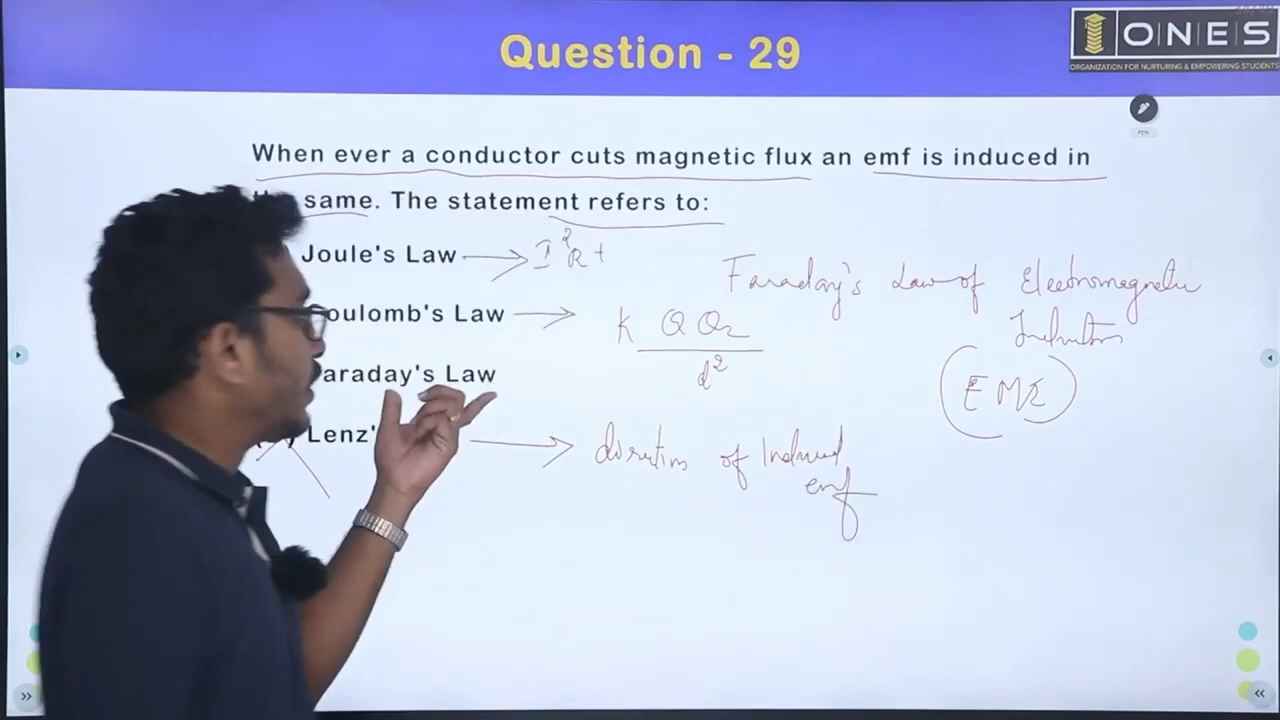 Question - 29
O|N|E|S
ORGANIZATION FOR NURTURING & EMPOWERING STUDENTS
PEN
When ever a conductor cuts magnetic flux an emf is induced in
same. The statement refers to:
Joule's Law → I²Rt
Faraday's Law of Electromagnetic
Induction
oulomb's Law → K Q Q₂
d²
(EMI)
araday's Law
Lenz' → direction of Induced
emf